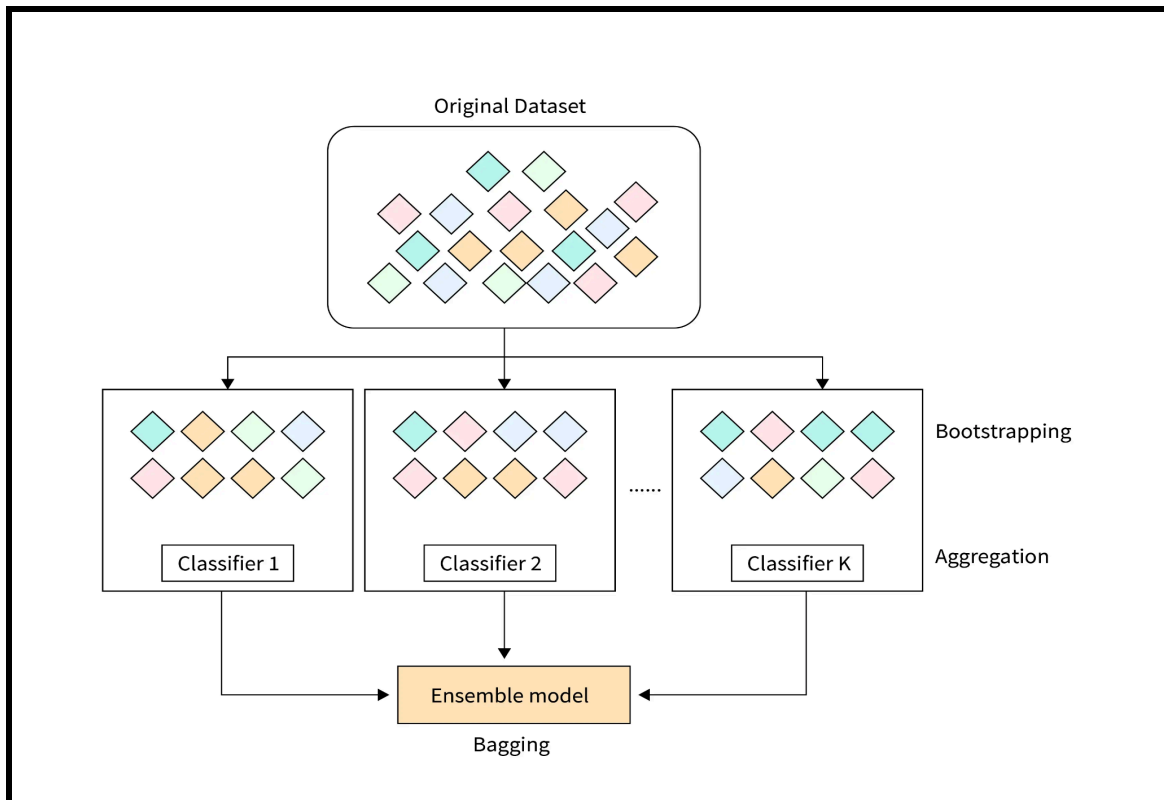 Original Dataset
Bootstrapping
......
Classifier 1
Classifier 2
Classifier K
Aggregation
Ensemble model
Bagging